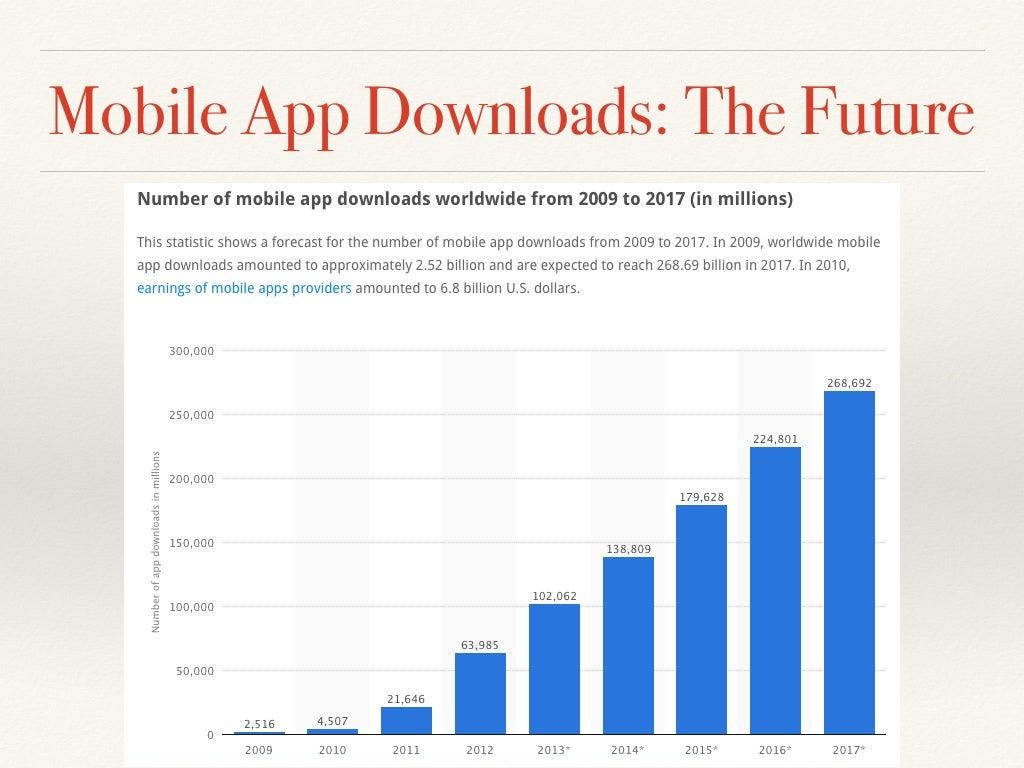 Mobile App Downloads: The Future
Number of mobile app downloads worldwide from 2009 to 2017 (in millions)
This statistic shows a forecast for the number of mobile app downloads from 2009 to 2017. In 2009, worldwide mobile
app downloads amounted to approximately 2.52 billion and are expected to reach 268.69 billion in 2017. In 2010,
earnings of mobile apps providers amounted to 6.8 billion U.S. dollars.
Number of app downloads in millions
300,000
250,000
200,000
150,000
100,000
50,000
0
2,516
4,507
21,646
63,985
102,062
138,809
179,628
224,801
268,692
2009 2010 2011 2012 2013* 2014* 2015* 2016* 2017*